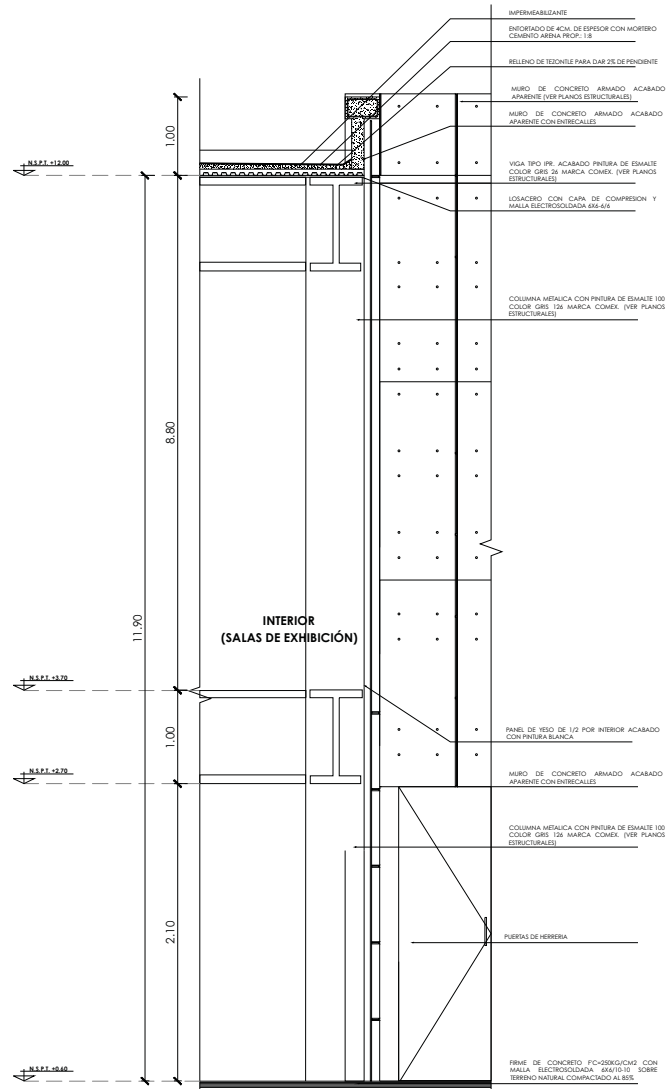 IMPERMEABILIZANTE
ENTORTADO DE 4CM. DE ESPESOR CON MORTERO
CEMENTO ARENA PROP.: 1:8
RELLENO DE TEZONTLE PARA DAR 2% DE PENDIENTE
MURO DE CONCRETO ARMADO ACABADO
APARENTE (VER PLANOS ESTRUCTURALES)
1.00
MURO DE CONCRETO ARMADO ACABADO
APARENTE CON ENTRECALLES
N.S.P.T. +12.00
VIGA TIPO IPR. ACABADO PINTURA DE ESMALTE
COLOR GRIS 26 MARCA COMEX. (VER PLANOS
ESTRUCTURALES)
LOSACERO CON CAPA DE COMPRESION Y
MALLA ELECTROSOLDADA 6X6-6/6
COLUMNA METALICA CON PINTURA DE ESMALTE 100
COLOR GRIS 126 MARCA COMEX. (VER PLANOS
ESTRUCTURALES)
8.80
11.90
INTERIOR
(SALAS DE EXHIBICIÓN)
N.S.P.T. +3.70
PANEL DE YESO DE 1/2 POR INTERIOR ACABADO
CON PINTURA BLANCA
1.00
N.S.P.T. +2.70
MURO DE CONCRETO ARMADO ACABADO
APARENTE CON ENTRECALLES
COLUMNA METALICA CON PINTURA DE ESMALTE 100
COLOR GRIS 126 MARCA COMEX. (VER PLANOS
ESTRUCTURALES)
2.10
PUERTAS DE HERRERIA
N.S.P.T. +0.60
FIRME DE CONCRETO F'C=250KG/CM2 CON
MALLA ELECTROSOLDADA 6X6/10-10 SOBRE
TERRENO NATURAL COMPACTADO AL 85%